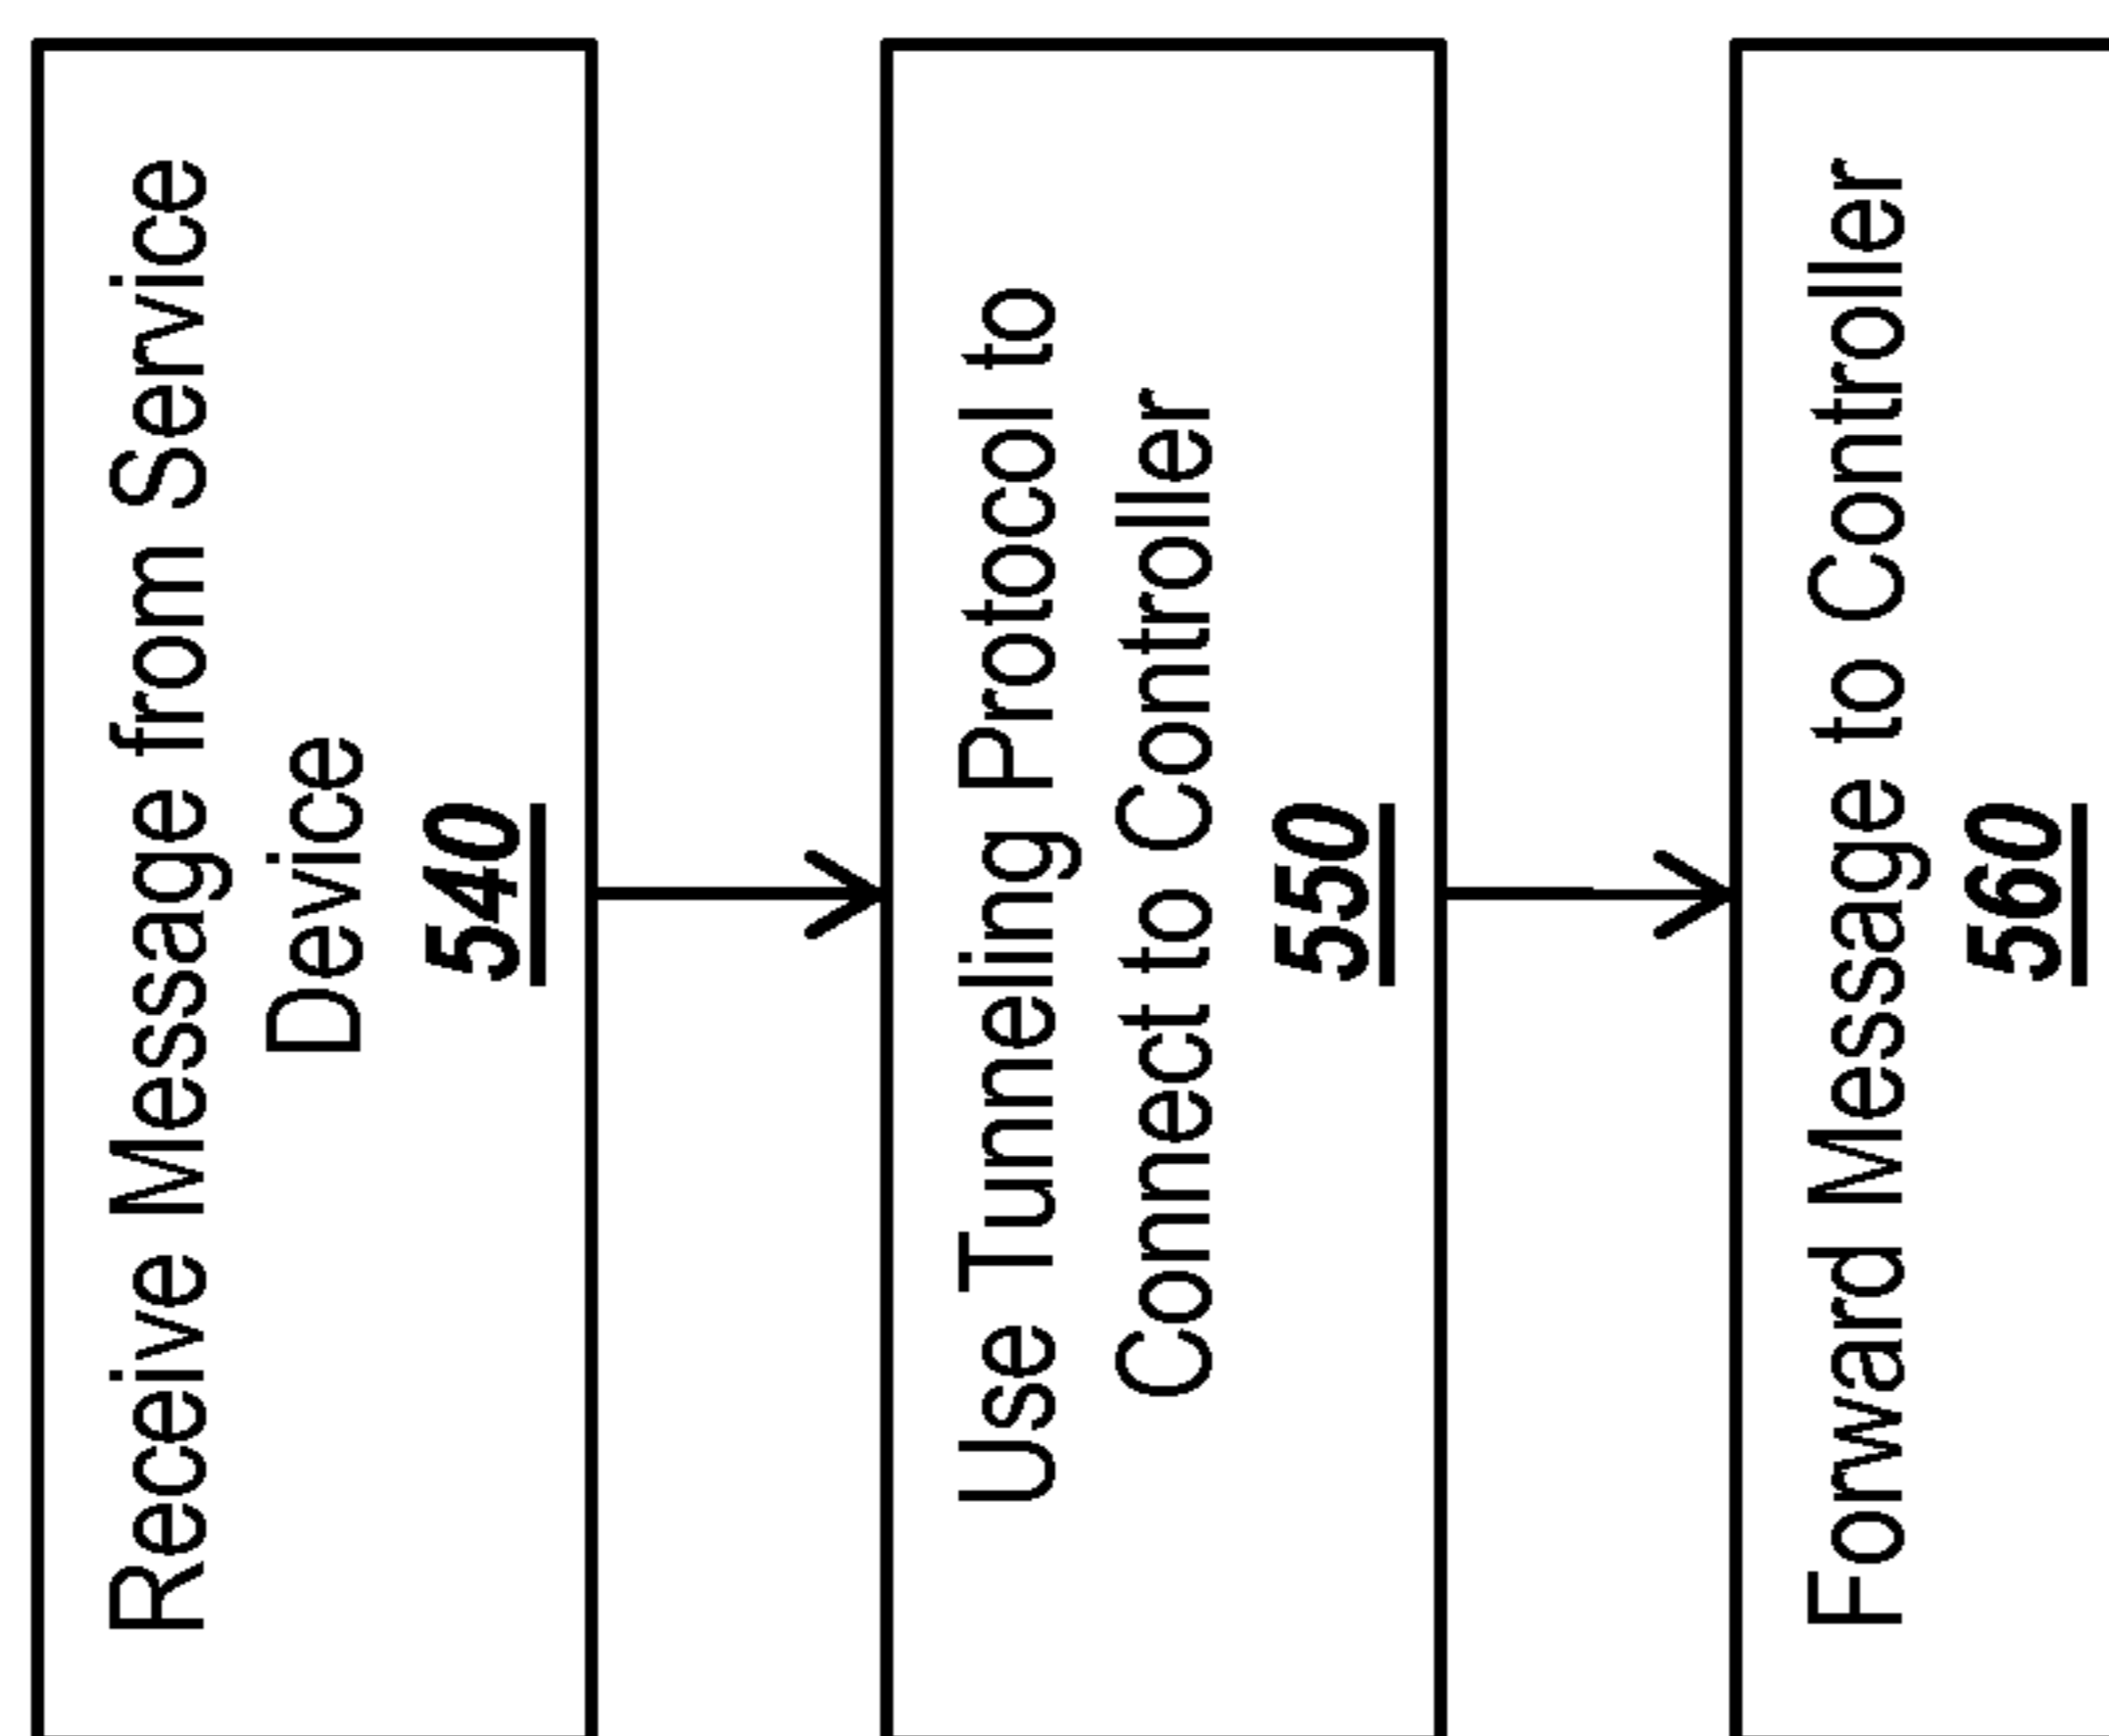 Receive Message from Service
Device
540
Use Tunneling Protocol to
Connect to Controller
550
Forward Message to Controller
560